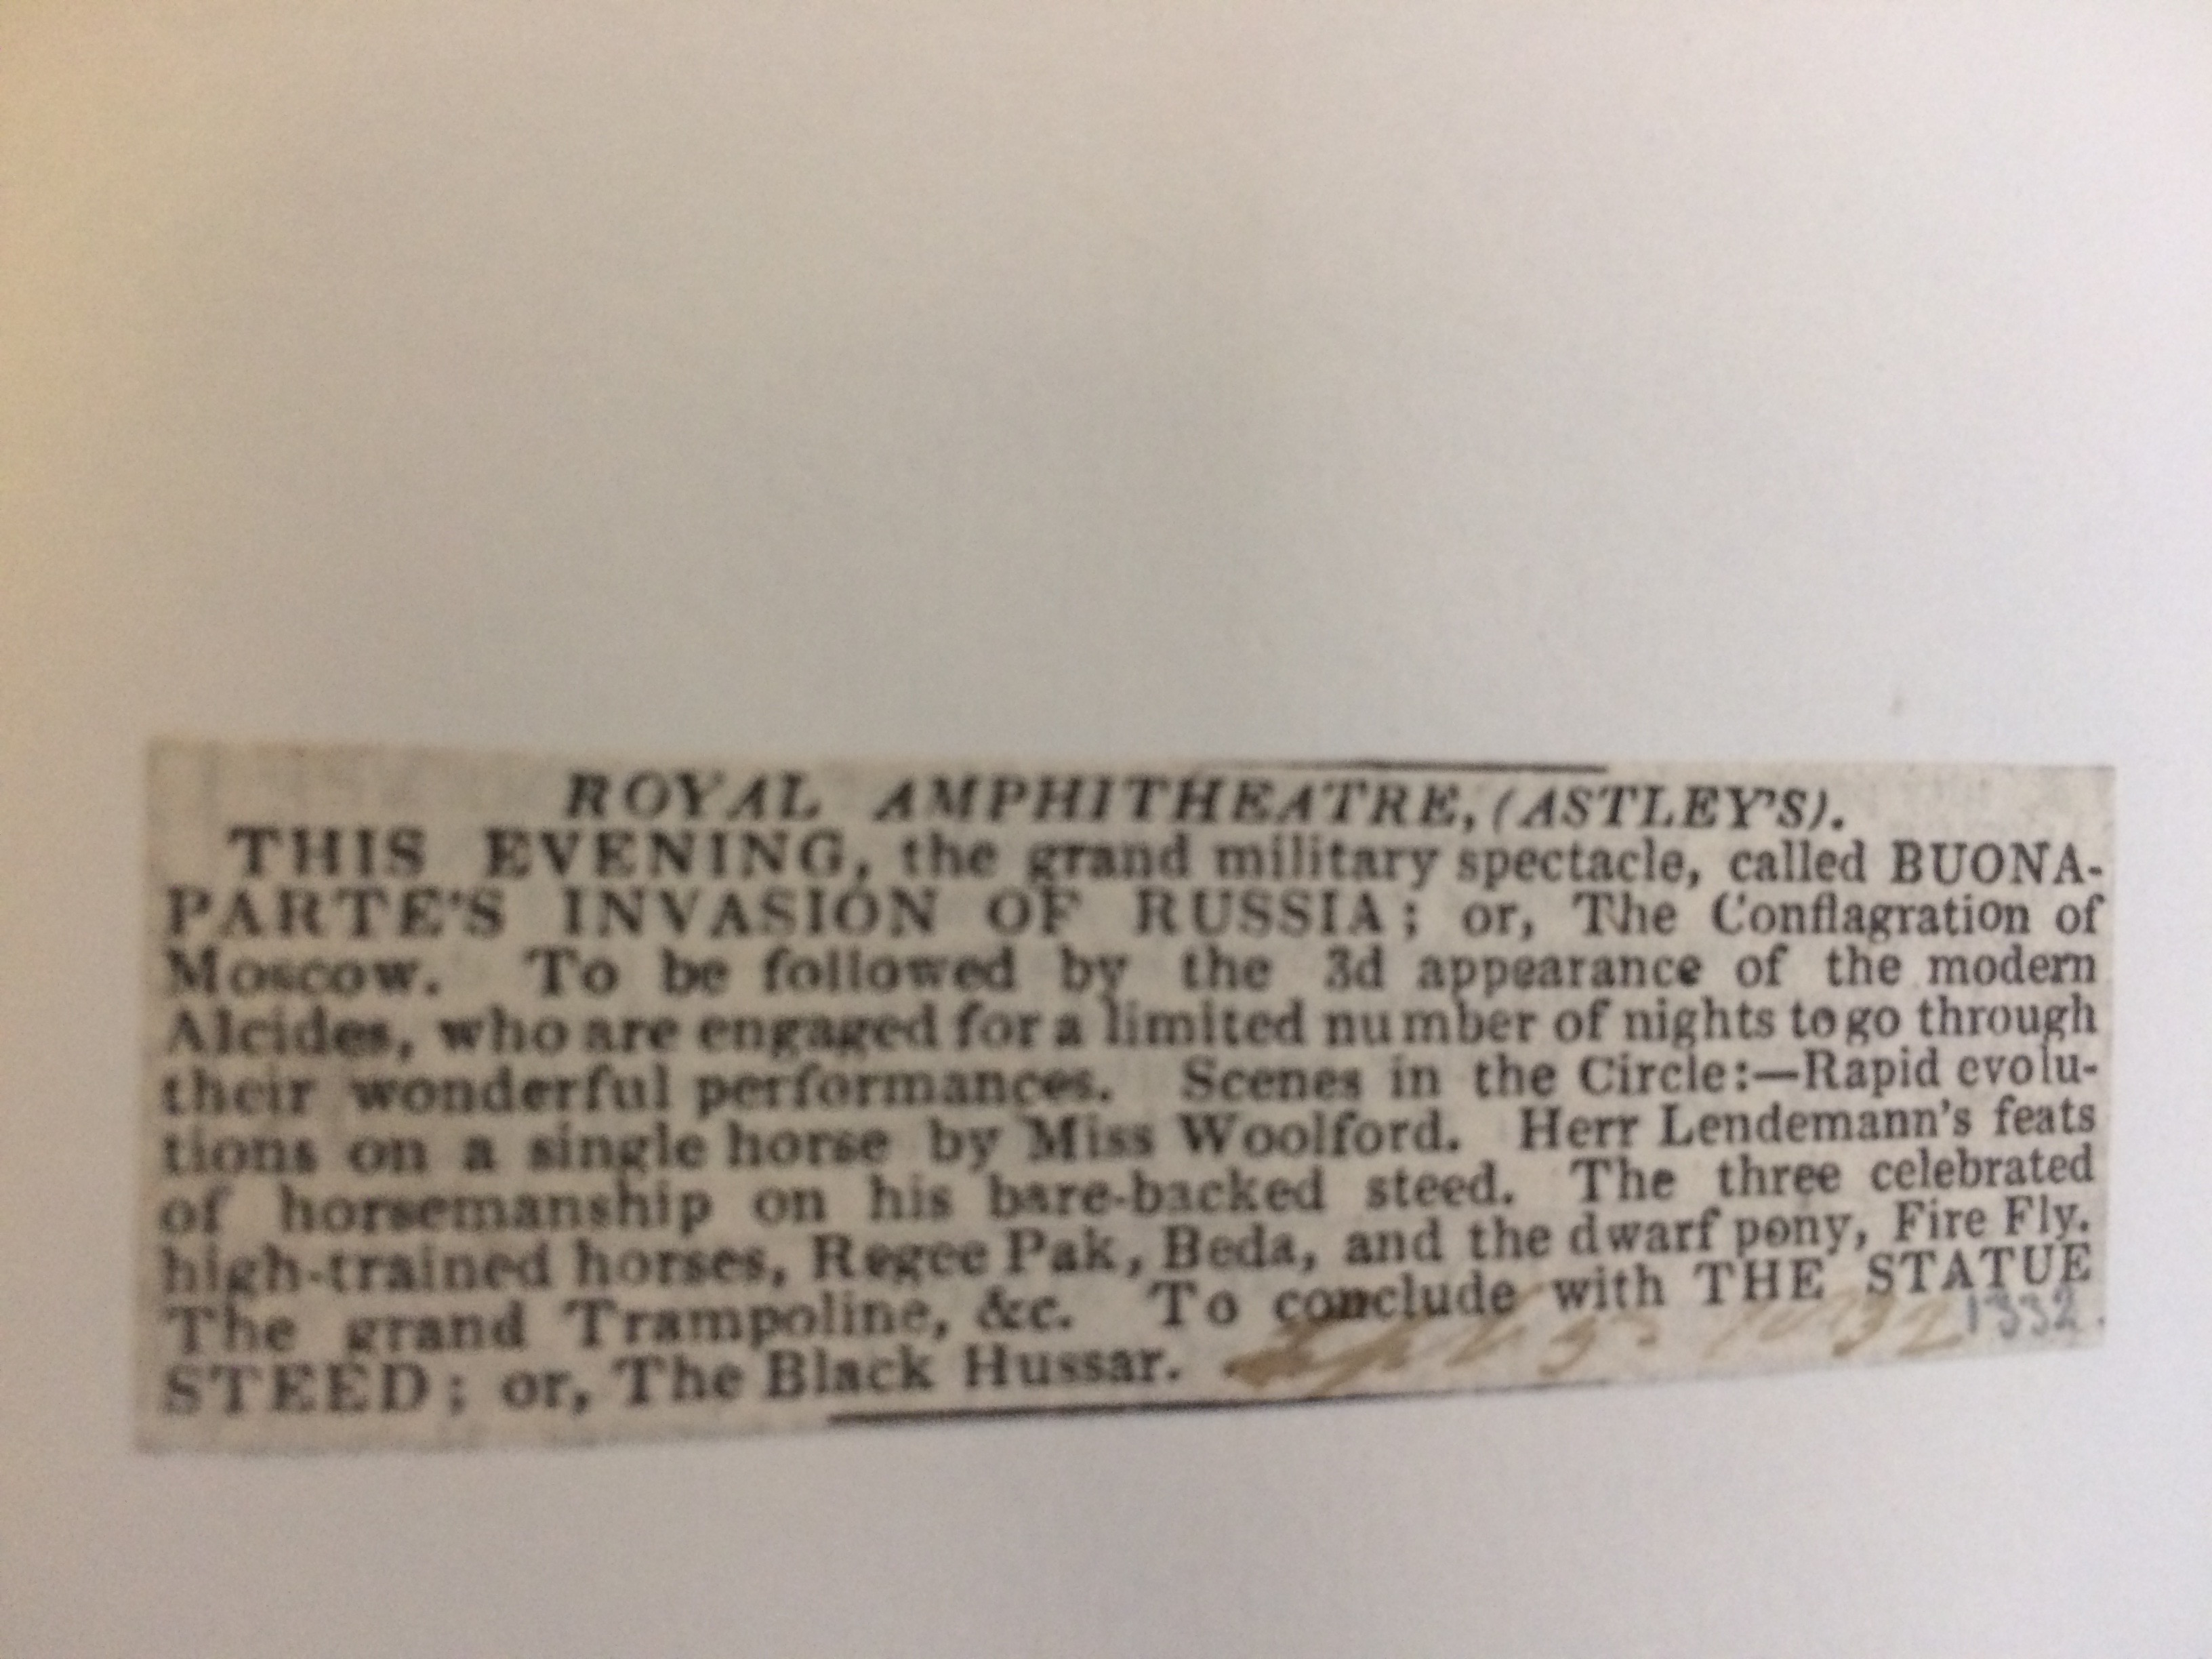 ROYAL AMPHITHEATRE, (ASTLEY'S).
THIS EVENING, the grand military spectacle, called BUONA-
PARTE'S INVASION OF RUSSIA; or, The Conflagration of
Moscow. To be followed by the 3d appearance of the modern
Alcides, who are engaged for a limited number of nights to go through
their wonderful performances. Scenes in the Circle:—Rapid evolu-
tions on a single horse by Miss Woolford. Herr Lendemann's feats
of horsemanship on his bare-backed steed. The three celebrated
high-trained horses, Regee Pak, Beda, and the dwarf pony, Fire Fly.
The grand Trampoline, &c. To conclude with THE STATUE
STEED; or, The Black Hussar.